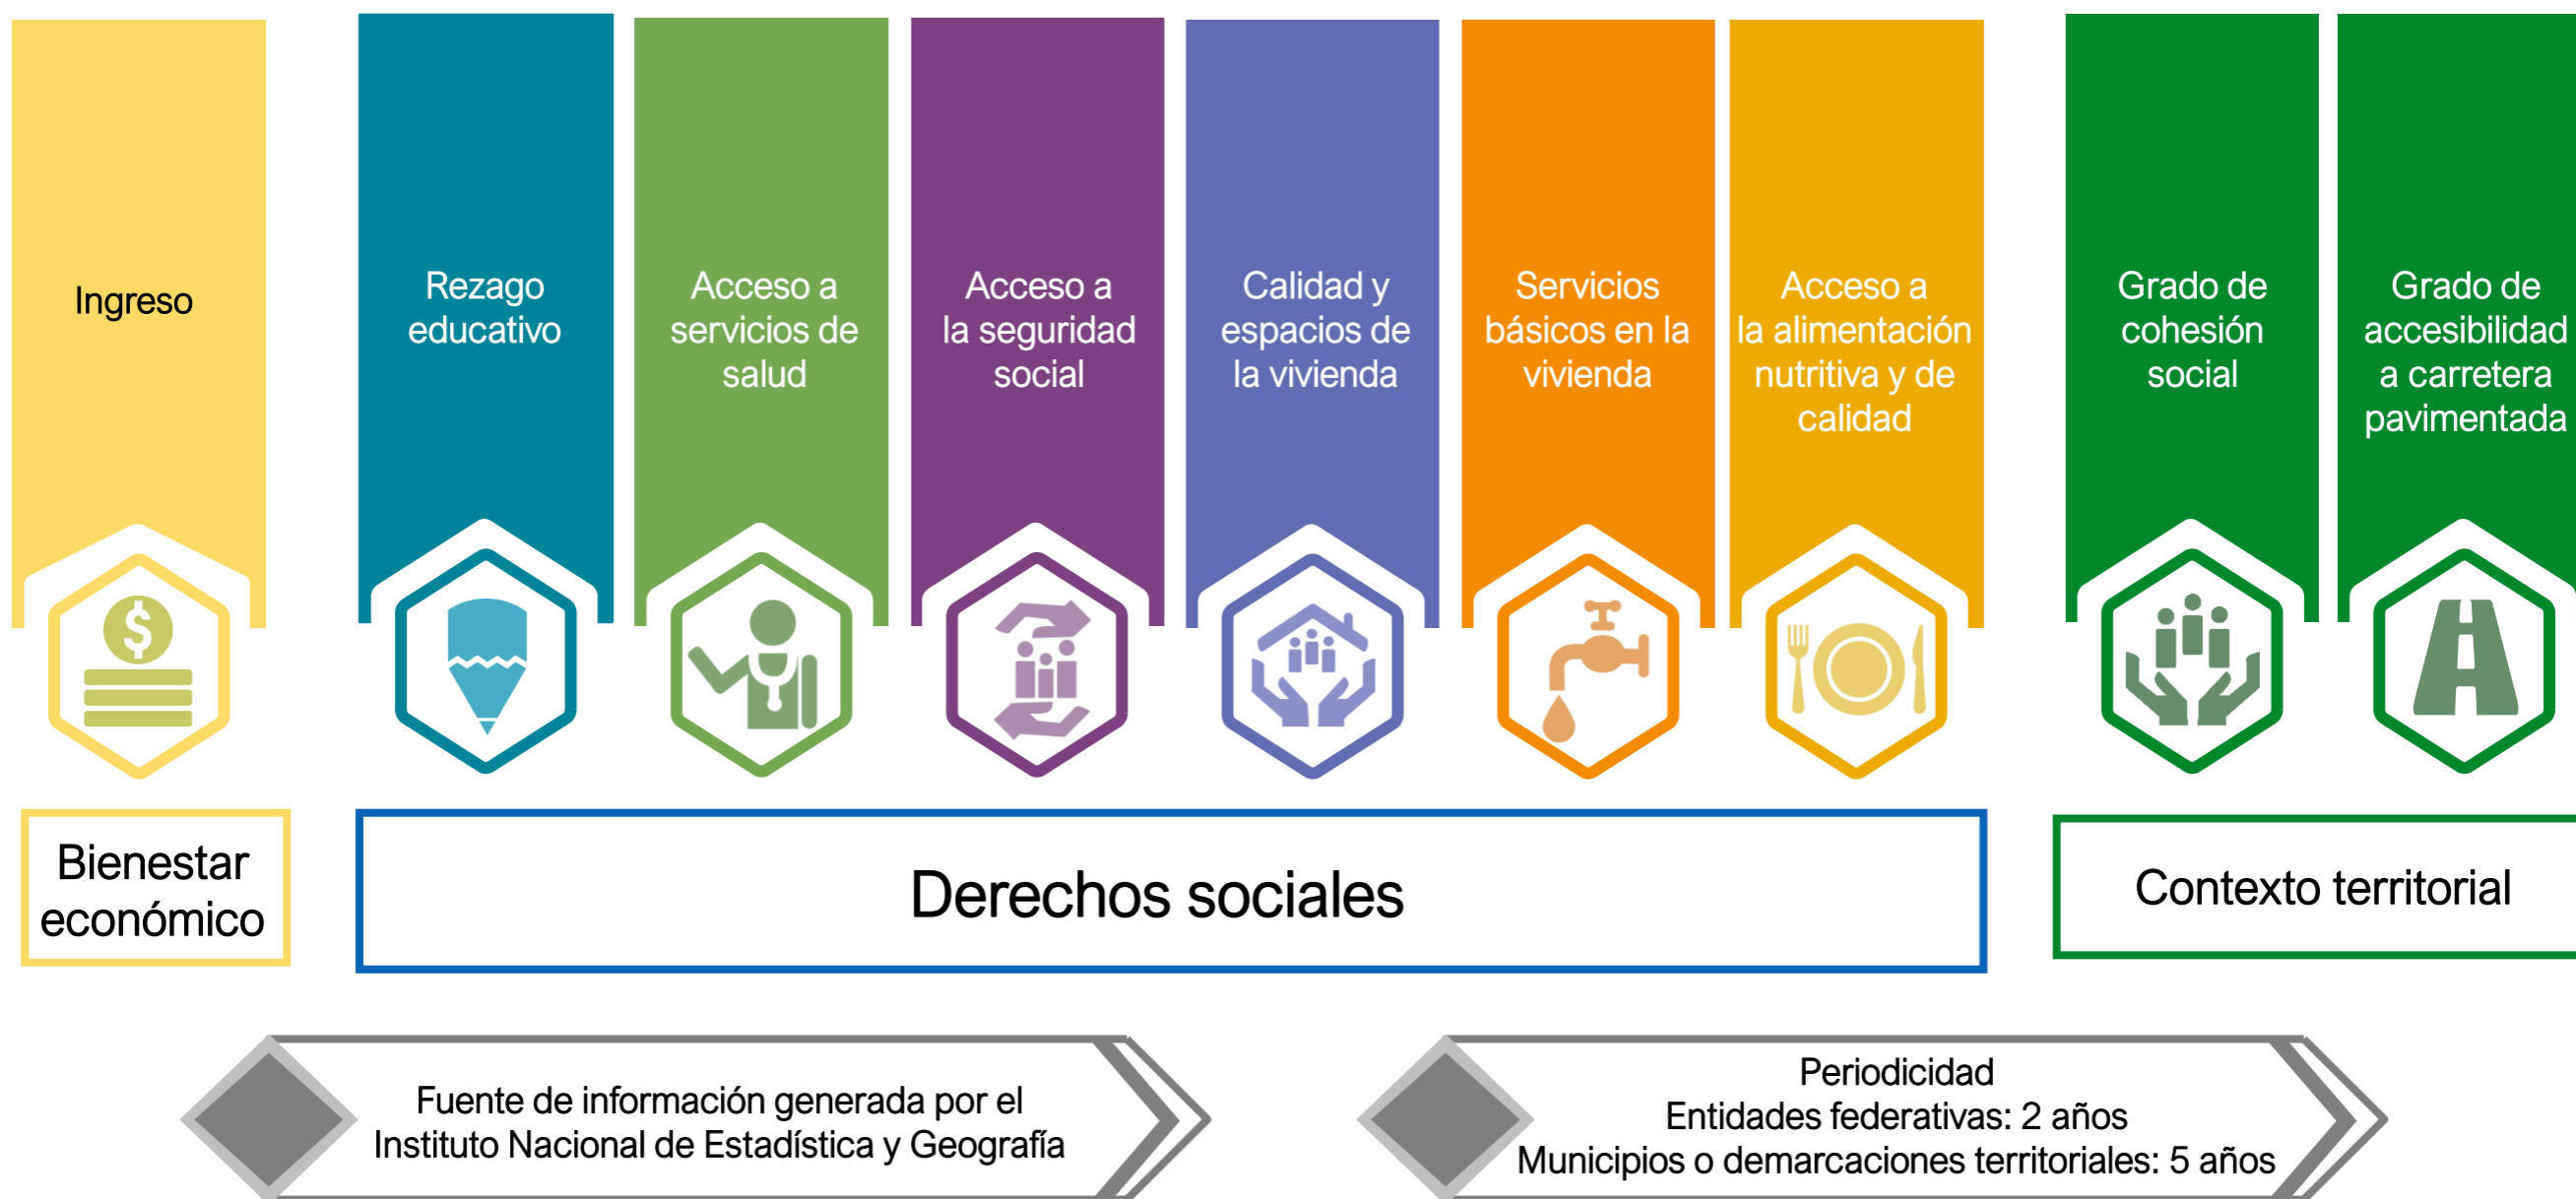 Ingreso
Rezago
educativo
Acceso a
servicios de
salud
Acceso a
la seguridad
social
Calidad y
espacios de
la vivienda
Servicios
básicos en la
vivienda
Acceso a
la alimentación
nutritiva y de
calidad
Grado de
cohesión
social
Grado de
accesibilidad
a carretera
pavimentada
$
Bienestar
económico
Derechos sociales
Contexto territorial
Fuente de información generada por el
Instituto Nacional de Estadística y Geografía
Periodicidad
Entidades federativas: 2 años
Municipios o demarcaciones territoriales: 5 años